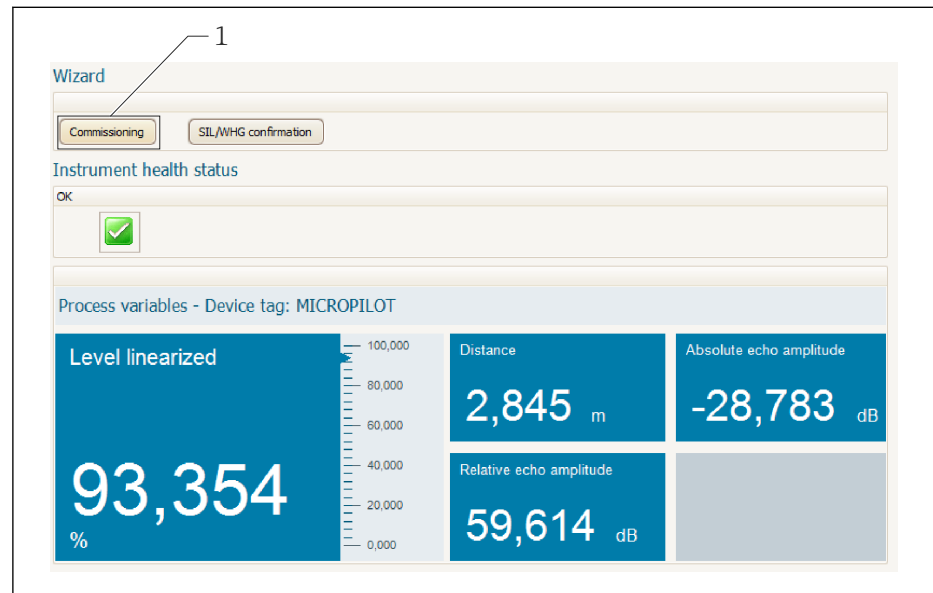 1
Wizard
Commissioning SIL/WHG confirmation
Instrument health status
OK
Process variables - Device tag: MICROPILOT
Level linearized
93,354
%
100,000
80,000
60,000
40,000
20,000
0,000
Distance
2,845 m
Absolute echo amplitude
-28,783 dB
Relative echo amplitude
59,614 dB